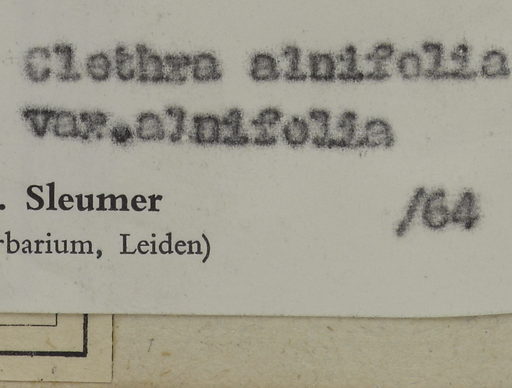 Clethra alnifolia
var. alnifolia
. Sleumer
/64
rbarium, Leiden)